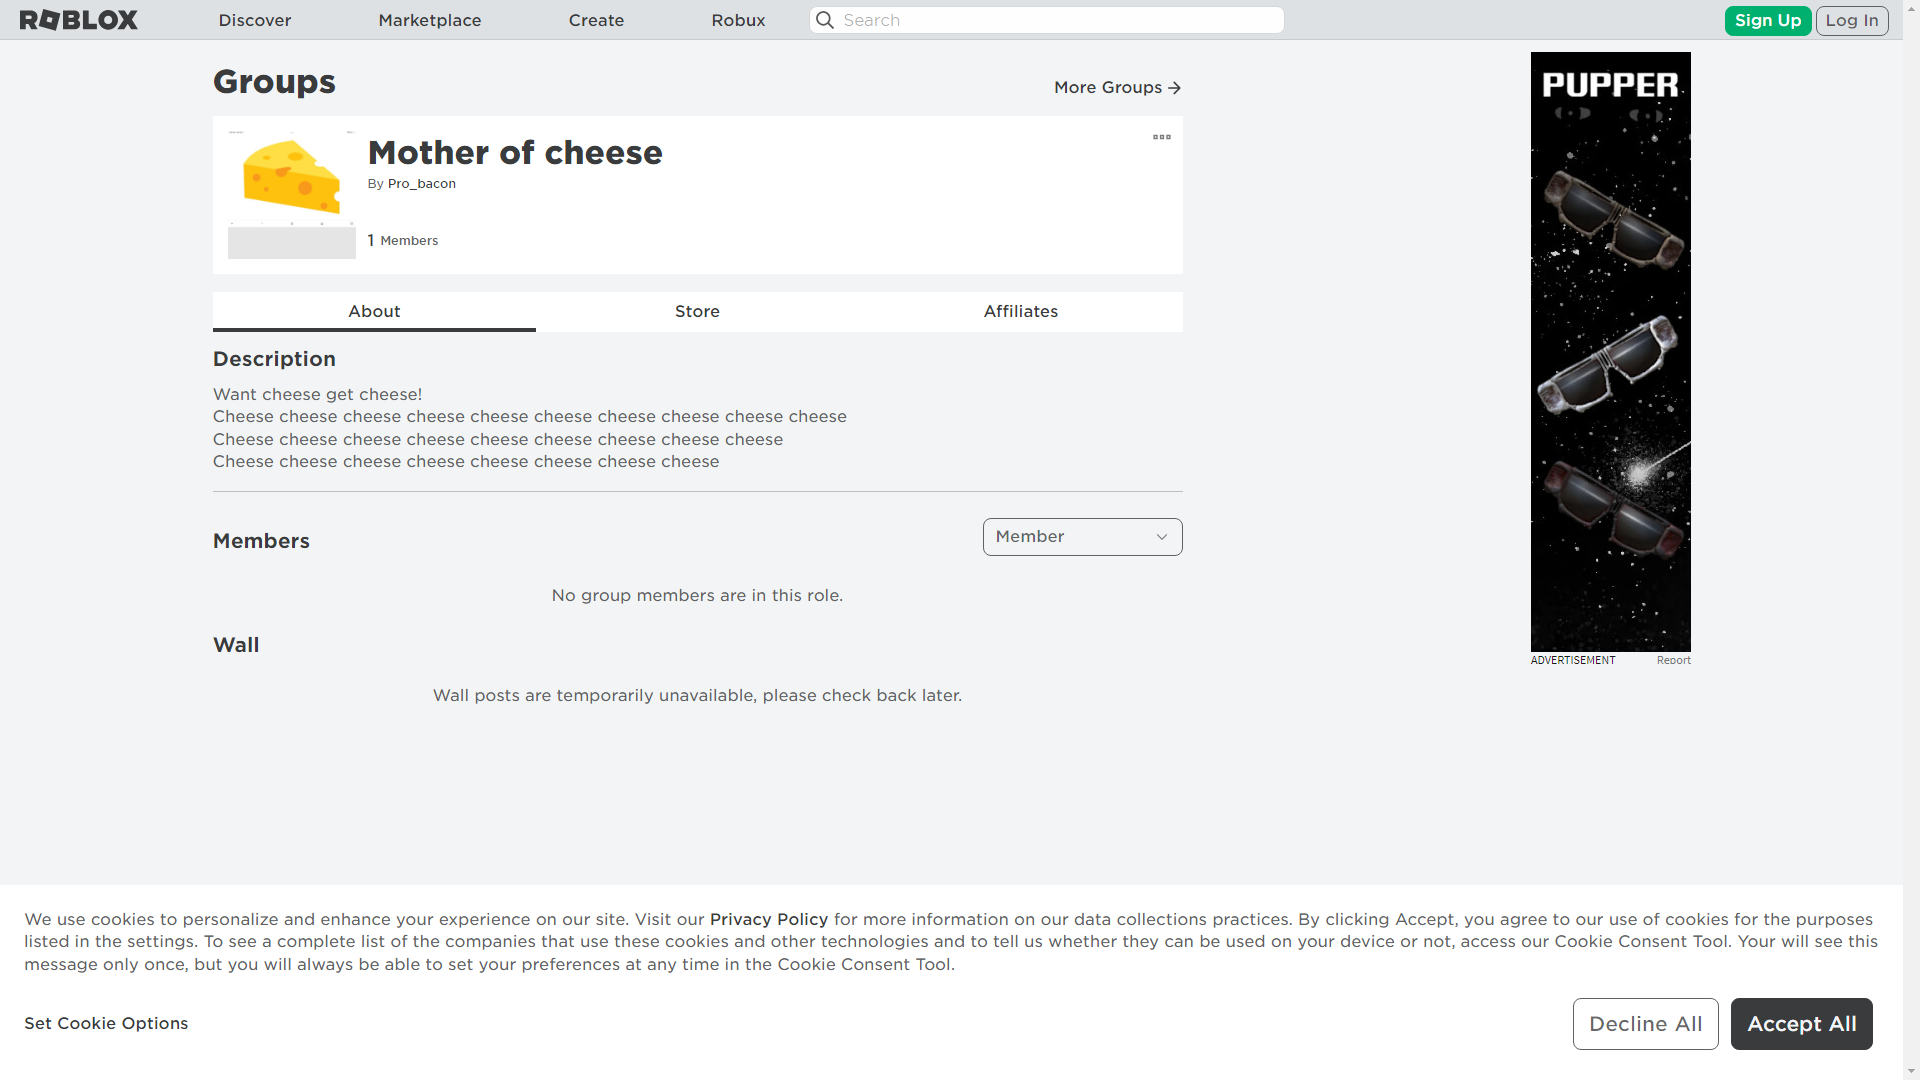 ROBLOX
Discover
Marketplace
Create
Robux
Search
Sign Up
Log In
Groups
More Groups
Mother of cheese
By Pro_bacon
1 Members
About
Store
Affiliates
Description
Want cheese get cheese!
Cheese cheese cheese cheese cheese cheese cheese cheese cheese cheese
Cheese cheese cheese cheese cheese cheese cheese cheese cheese
Cheese cheese cheese cheese cheese cheese cheese cheese
Members
Member
No group members are in this role.
Wall
Wall posts are temporarily unavailable, please check back later.
PUPPER
ADVERTISEMENT
Report
We use cookies to personalize and enhance your experience on our site. Visit our Privacy Policy for more information on our data collections practices. By clicking Accept, you agree to our use of cookies for the purposes
listed in the settings. To see a complete list of the companies that use these cookies and other technologies and to tell us whether they can be used on your device or not, access our Cookie Consent Tool. Your will see this
message only once, but you will always be able to set your preferences at any time in the Cookie Consent Tool.
Set Cookie Options
Decline All
Accept All